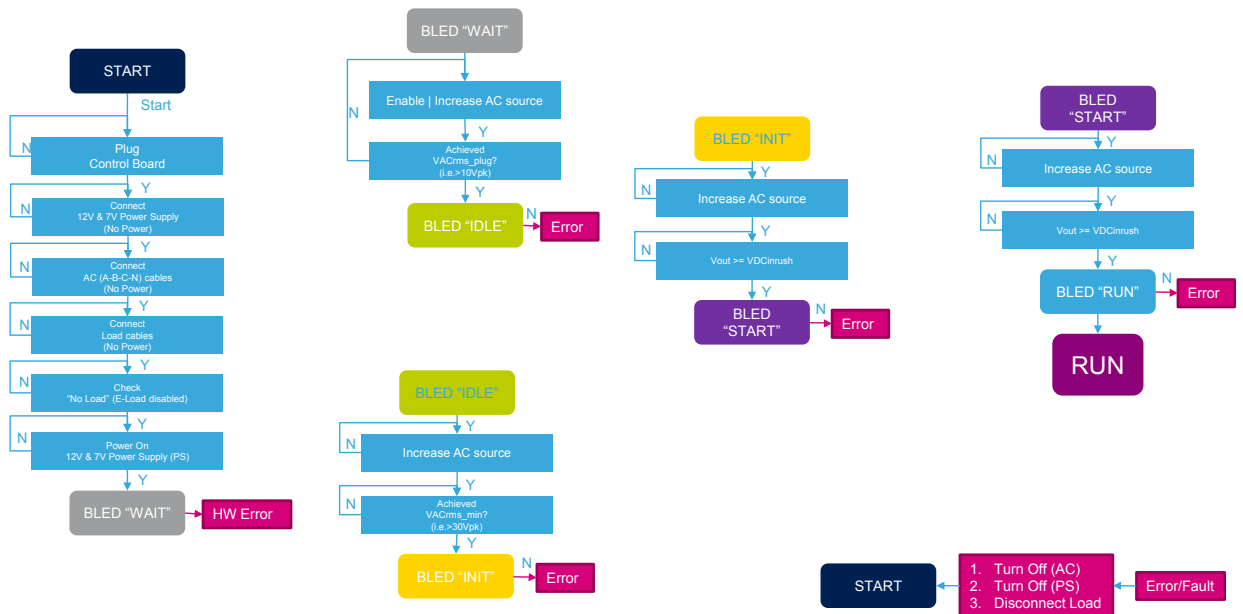 START
Start
N
Plug
Control Board
Y
N
Connect
12V & 7V Power Supply
(No Power)
Y
N
Connect
AC (A-B-C-N) cables
(No Power)
Y
N
Connect
Load cables
(No Power)
Y
N
Check
"No Load" (E-Load disabled)
Y
N
Power On
12V & 7V Power Supply (PS)
Y
BLED "WAIT"
HW Error
BLED "WAIT"
N
Enable | Increase AC source
Y
Achieved
VACrms_plug?
(i.e.>10Vpk)
Y
BLED "IDLE"
N
Error
BLED "IDLE"
Y
N
Increase AC source
Y
N
Achieved
VACrms_min?
(i.e.>30Vpk)
Y
BLED "INIT"
N
Error
BLED "INIT"
Y
N
Increase AC source
Y
N
Vout >= VDCinrush
Y
BLED
"START"
N
Error
BLED
"START"
Y
N
Increase AC source
Y
N
Vout >= VDCinrush
Y
BLED "RUN"
N
Error
RUN
START
1. Turn Off (AC)
2. Turn Off (PS)
3. Disconnect Load
Error/Fault